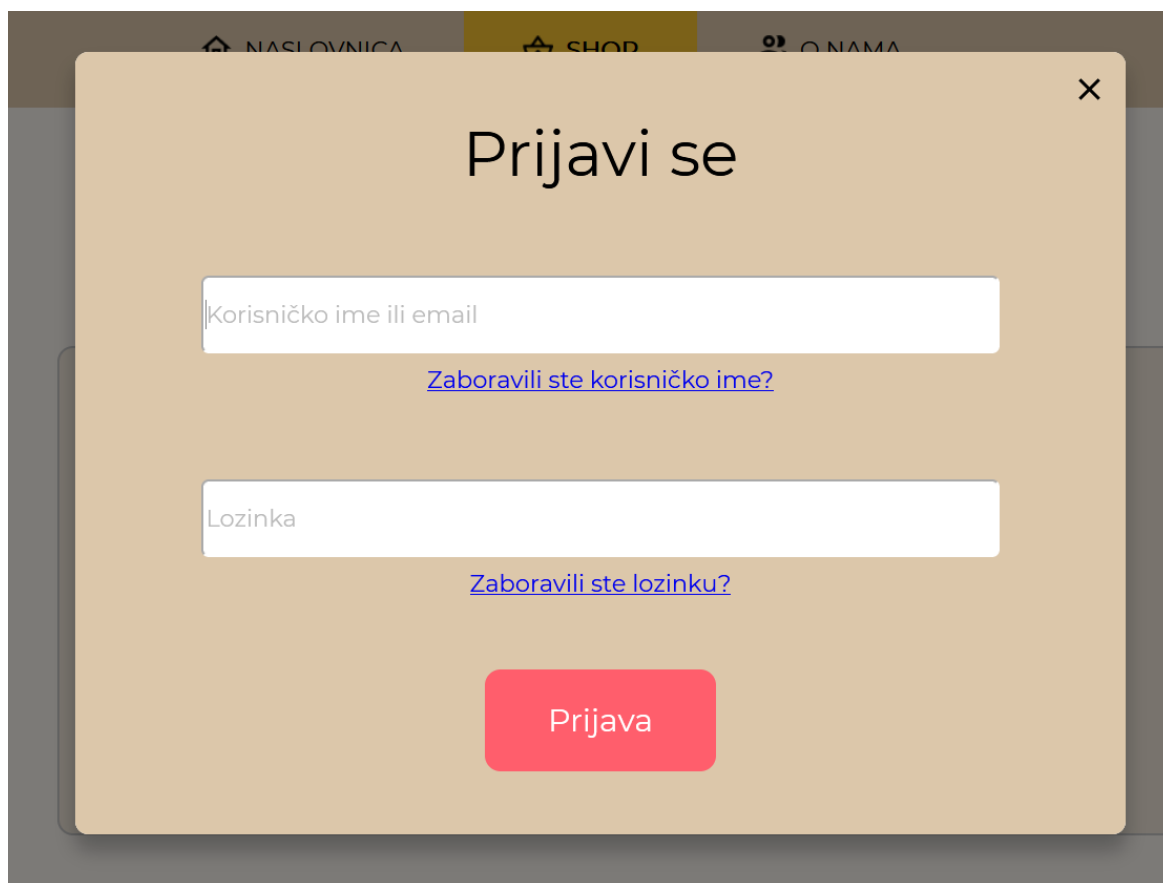 NASLOVNICA SHOP O NAMA
Prijavi se
Korisničko ime ili email
Zaboravili ste korisničko ime?
Lozinka
Zaboravili ste lozinku?
Prijava